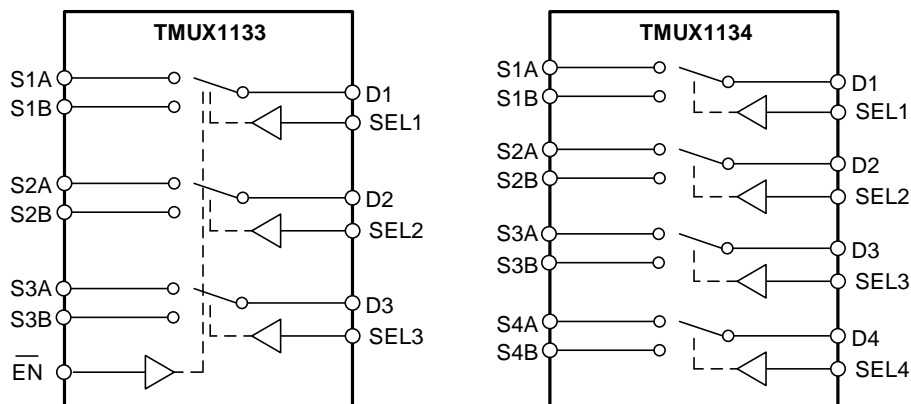 TMUX1133
S1A
S1B
D1
SEL1
S2A
S2B
D2
SEL2
S3A
S3B
D3
SEL3
E̅N̅
TMUX1134
S1A
S1B
D1
SEL1
S2A
S2B
D2
SEL2
S3A
S3B
D3
SEL3
S4A
S4B
D4
SEL4